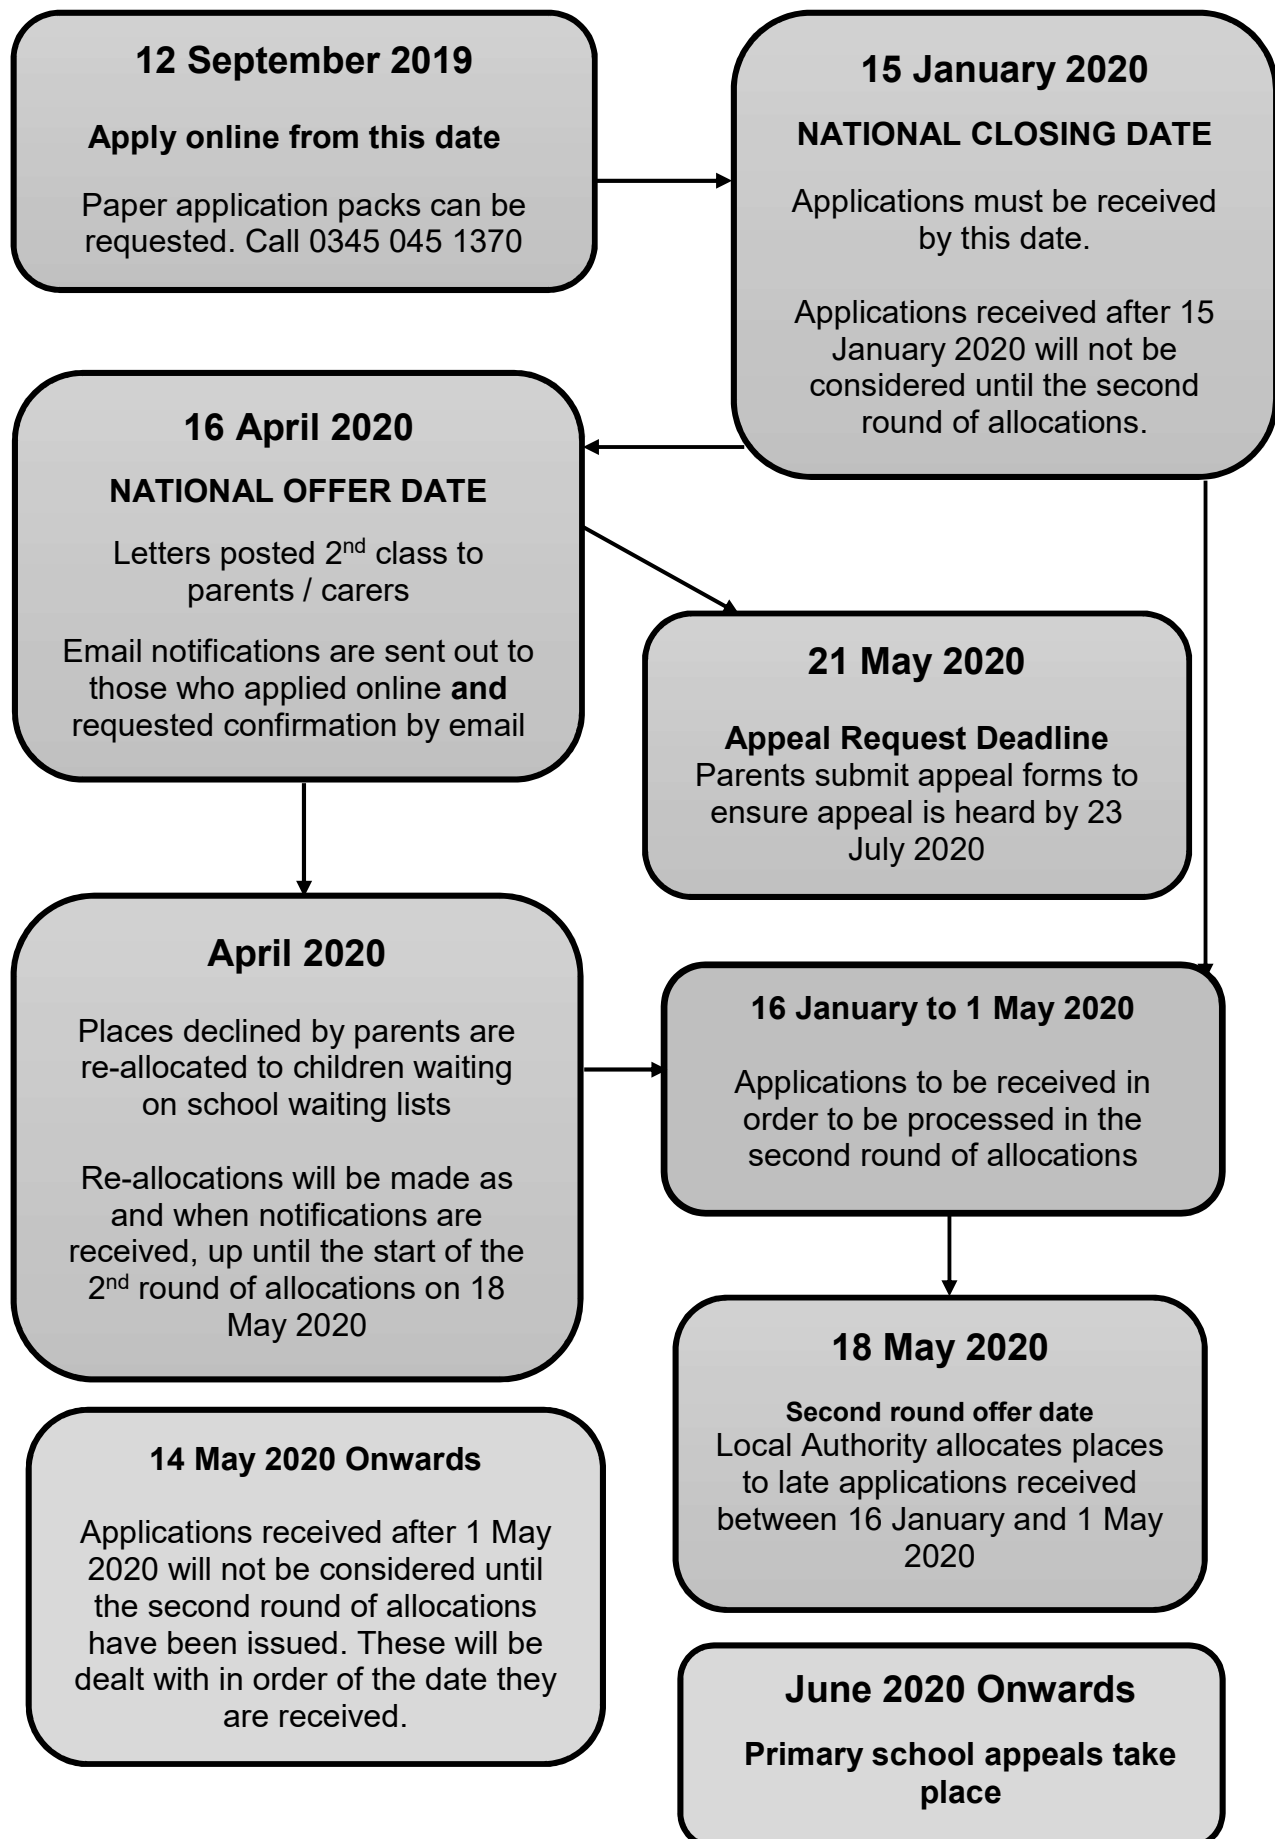 12 September 2019
Apply online from this date
Paper application packs can be
requested. Call 0345 045 1370
15 January 2020
NATIONAL CLOSING DATE
Applications must be received
by this date.
Applications received after 15
January 2020 will not be
considered until the second
round of allocations.
16 April 2020
NATIONAL OFFER DATE
Letters posted 2nd class to
parents / carers
Email notifications are sent out to
those who applied online and
requested confirmation by email
21 May 2020
Appeal Request Deadline
Parents submit appeal forms to
ensure appeal is heard by 23
July 2020
April 2020
Places declined by parents are
re-allocated to children waiting
on school waiting lists
Re-allocations will be made as
and when notifications are
received, up until the start of the
2nd round of allocations on 18
May 2020
16 January to 1 May 2020
Applications to be received in
order to be processed in the
second round of allocations
18 May 2020
Second round offer date
Local Authority allocates places
to late applications received
between 16 January and 1 May
2020
14 May 2020 Onwards
Applications received after 1 May
2020 will not be considered until
the second round of allocations
have been issued. These will be
dealt with in order of the date they
are received.
June 2020 Onwards
Primary school appeals take
place